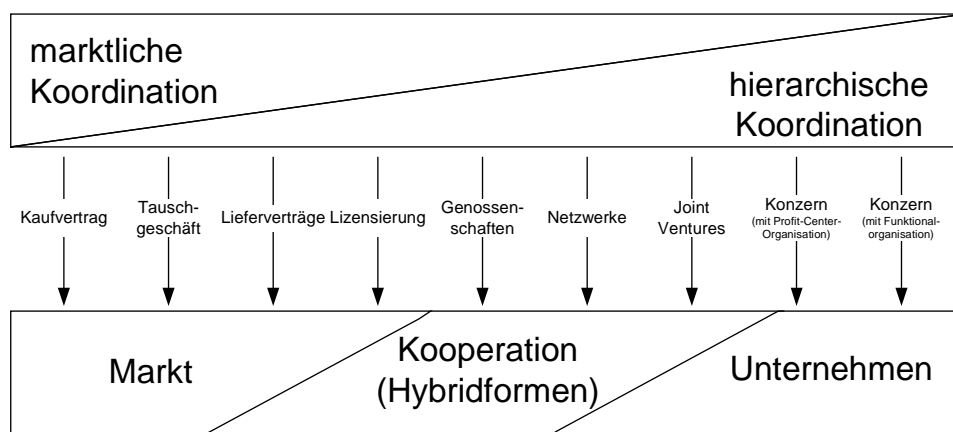 marktliche
Koordination
hierarchische
Koordination
Kaufvertrag
Tausch-
geschäft
Lieferverträge
Lizensierung
Genossen-
schaften
Netzwerke
Joint
Ventures
Konzern
(mit Profit-Center-
Organisation)
Konzern
(mit Funktional-
organisation)
Markt
Kooperation
(Hybridformen)
Unternehmen